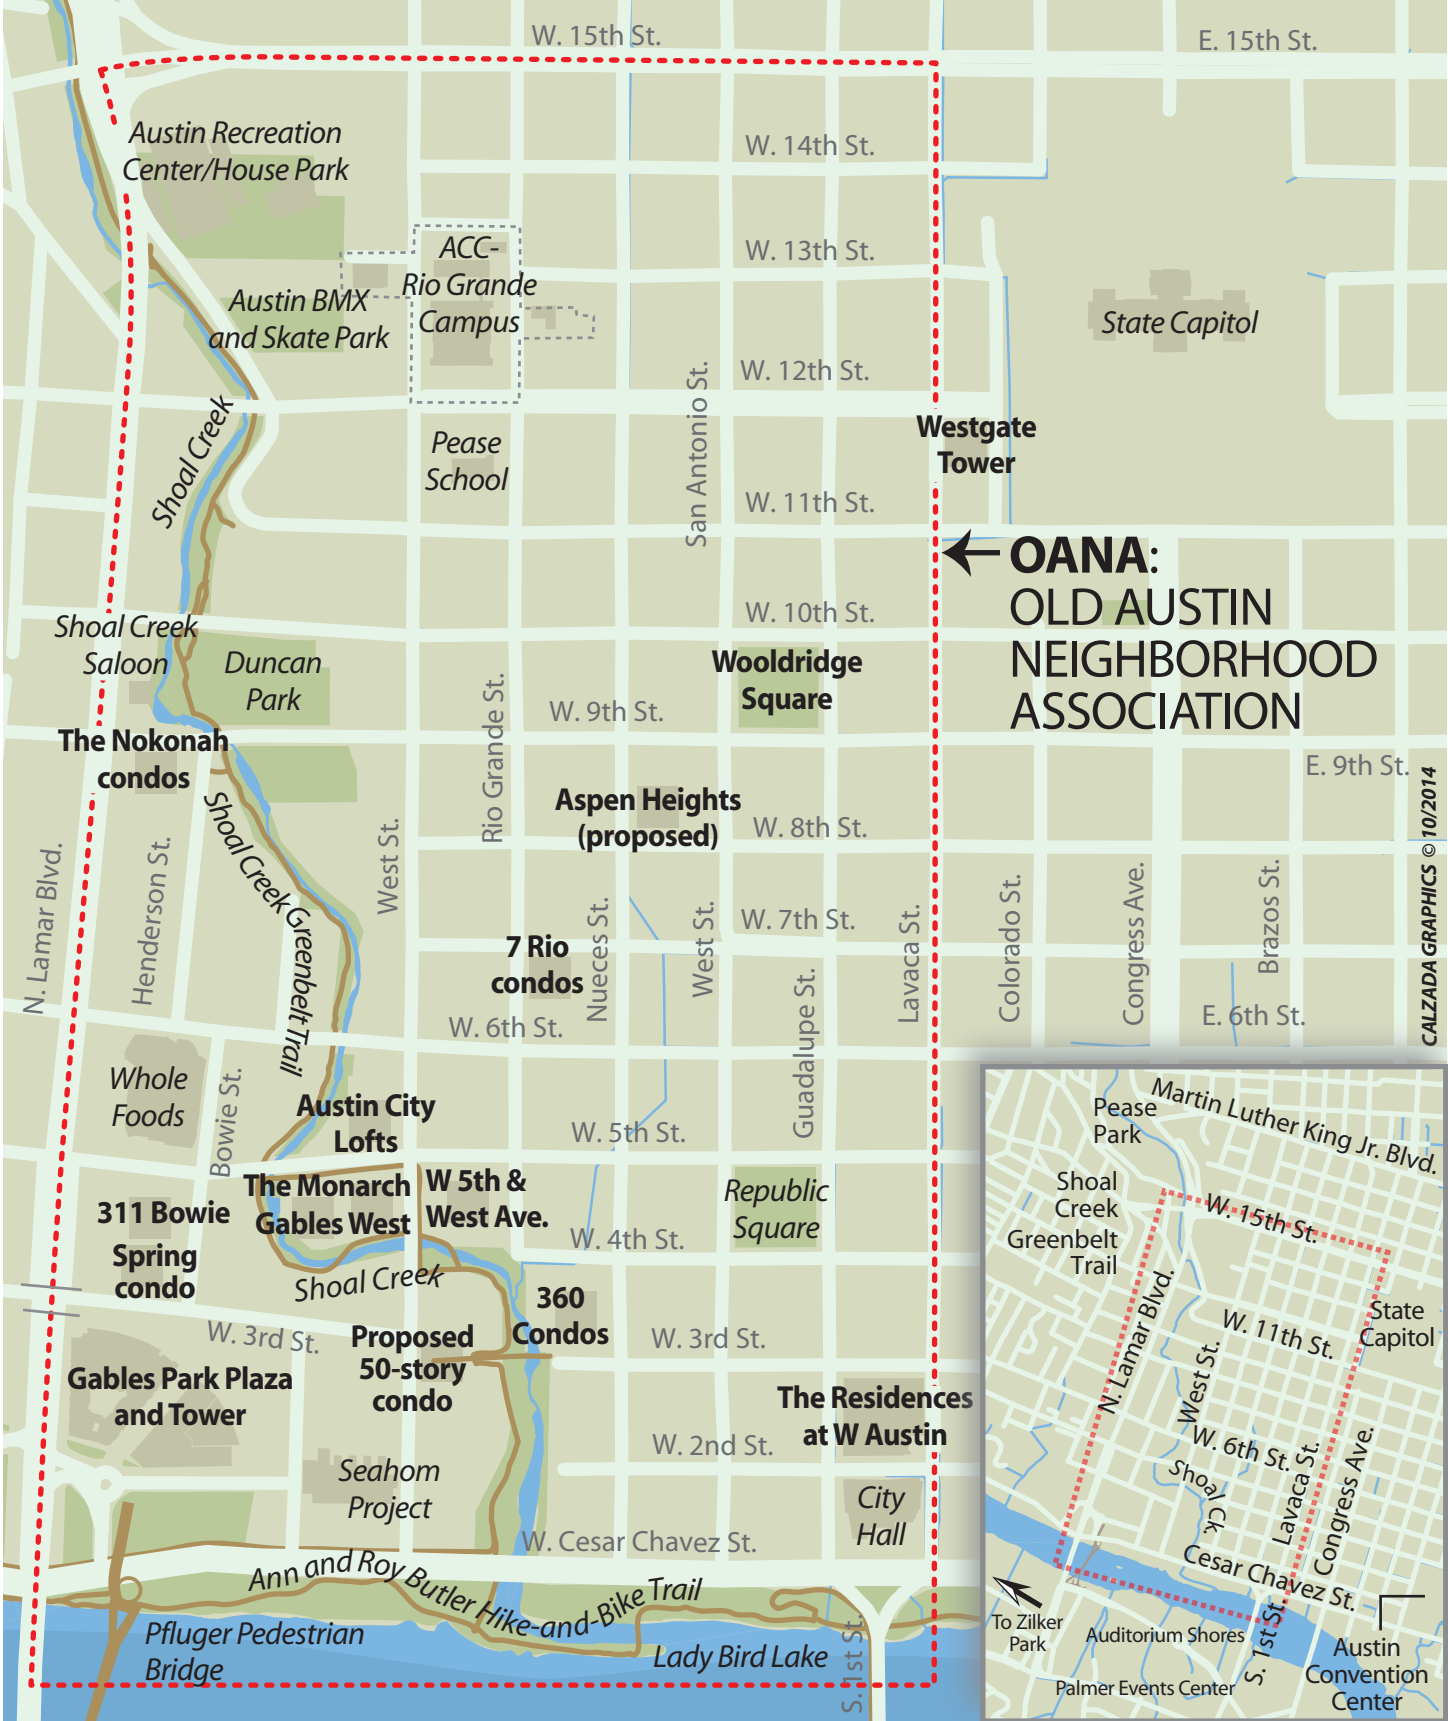 W. 15th St.
E. 15th St.
Austin Recreation
Center/House Park
W. 14th St.
ACC-
Rio Grande
Campus
W. 13th St.
Austin BMX
and Skate Park
State Capitol
W. 12th St.
San Antonio St.
Shoal Creek
Pease
School
Westgate
Tower
W. 11th St.
OANA:
OLD AUSTIN
NEIGHBORHOOD
ASSOCIATION
W. 10th St.
Shoal Creek
Saloon
Duncan
Park
Wooldridge
Square
Rio Grande St.
W. 9th St.
The Nokonah
condos
E. 9th St.
CALZADA GRAPHICS © 10/2014
Aspen Heights
(proposed)
W. 8th St.
Shoal Creek Greenbelt Trail
West St.
N. Lamar Blvd.
Henderson St.
7 Rio
condos
Nueces St.
West St.
W. 7th St.
Guadalupe St.
Lavaca St.
Colorado St.
Congress Ave.
Brazos St.
W. 6th St.
E. 6th St.
Whole
Foods
Bowie St.
Austin City
Lofts
W. 5th St.
The Monarch
Gables West
W 5th &
West Ave.
Republic
Square
311 Bowie
Spring
condo
W. 4th St.
Shoal Creek
360
Condos
W. 3rd St.
Proposed
50-story
condo
W. 3rd St.
Gables Park Plaza
and Tower
The Residences
at W Austin
W. 2nd St.
Seahom
Project
City
Hall
W. Cesar Chavez St.
Ann and Roy Butler Hike-and-Bike Trail
Pfluger Pedestrian
Bridge
Lady Bird Lake
S. 1st St.
Pease
Park
Martin Luther King Jr. Blvd.
Shoal
Creek
Greenbelt
Trail
W. 15th St.
N. Lamar Blvd.
State
Capitol
W. 11th St.
West St.
W. 6th St.
Shoal Ck.
Lavaca St.
Congress Ave.
Cesar Chavez St.
To Zilker
Park
Auditorium Shores
S. 1st St.
Palmer Events Center
Austin
Convention
Center